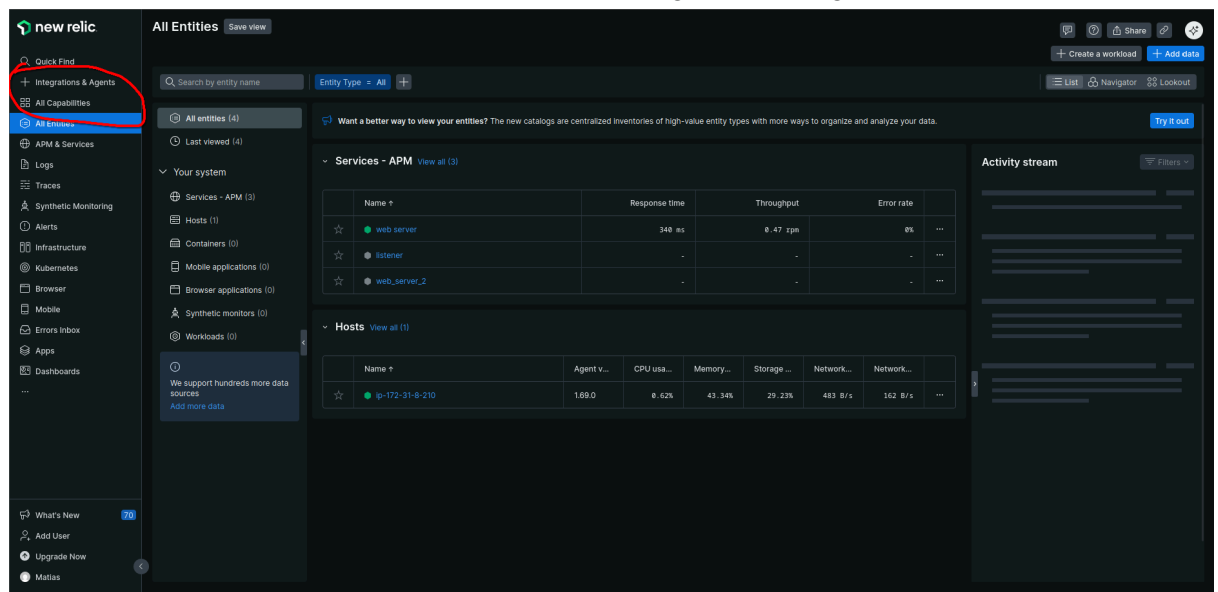 new relic
Quick Find
Integrations & Agents
All Capabilities
All Entities
APM & Services
Logs
Traces
Synthetic Monitoring
Alerts
Infrastructure
Kubernetes
Browser
Mobile
Errors Inbox
Apps
Dashboards
...
What's New 70
Add User
Upgrade Now
Matias
All Entities Save view
Share
Create a workload Add data
Search by entity name Entity Type = All List Navigator Lookout
All entities (4)
Last viewed (4)
Your system
Services - APM (3)
Hosts (1)
Containers (0)
Mobile applications (0)
Browser applications (0)
Synthetic monitors (0)
Workloads (0)
We support hundreds more data
sources
Add more data
Want a better way to view your entities? The new catalogs are centralized inventories of high-value entity types with more ways to organize and analyze your data. Try it out
Services - APM View all (3)
Name ↑ Response time Throughput Error rate
web server 340 ms 0.47 rpm 0% ...
listener - - - ...
web_server_2 - - - ...
Hosts View all (1)
Name ↑ Agent v... CPU usa... Memory... Storage ... Network... Network...
ip-172-31-8-210 1.69.0 0.62% 43.34% 29.23% 483 B/s 162 B/s ...
Activity stream Filters